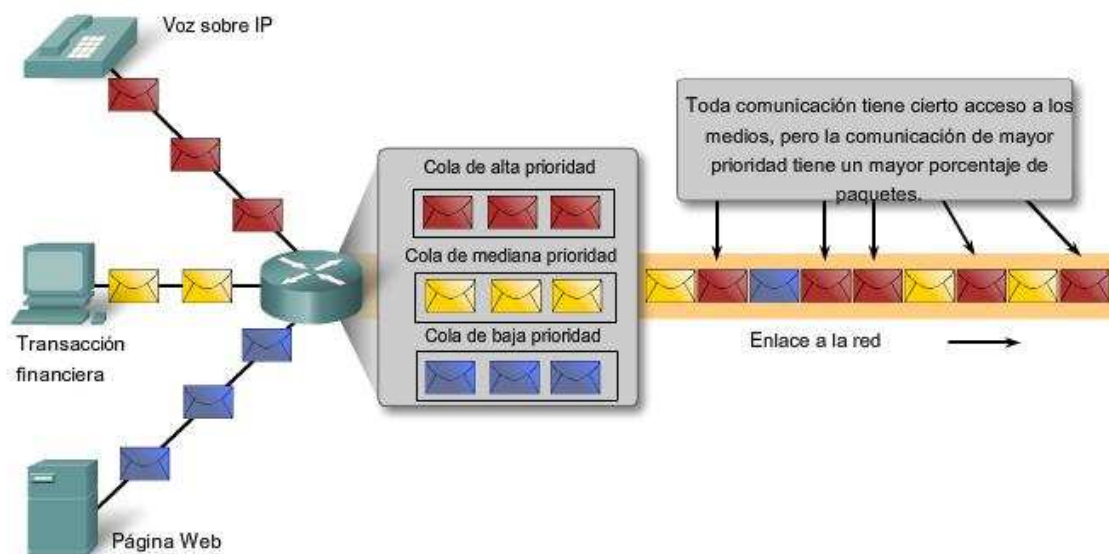 Voz sobre IP
Toda comunicación tiene cierto acceso a los
medios, pero la comunicación de mayor
prioridad tiene un mayor porcentaje de
paquetes.
Cola de alta prioridad
Cola de mediana prioridad
Cola de baja prioridad
Enlace a la red
Transacción
financiera
Página Web